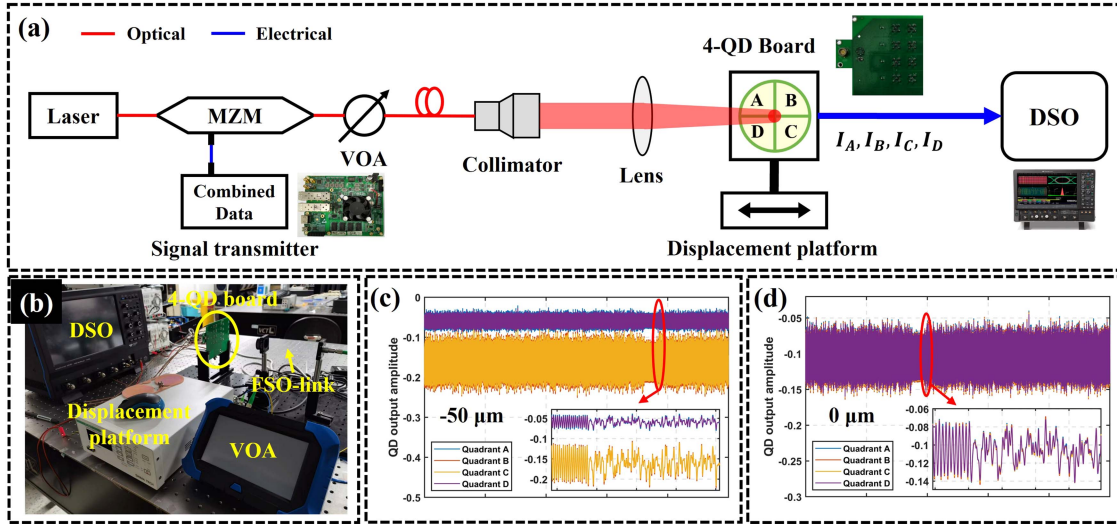 (a)
Optical
Electrical
Laser
MZM
VOA
Combined
Data
Signal transmitter
Collimator
Lens
4-QD Board
A B
D C
Displacement platform
I_A, I_B, I_C, I_D
DSO
(b)
DSO
4-QD board
FSO-link
Displacement
platform
VOA
(c)
QD output amplitude
0
-0.1
-0.2
-0.3
-0.4
-0.5
-50 μm
Quadrant A
Quadrant B
Quadrant C
Quadrant D
-0.05
-0.1
-0.15
-0.2
(d)
QD output amplitude
-0.05
-0.1
-0.15
-0.2
-0.25
-0.3
0 μm
Quadrant A
Quadrant B
Quadrant C
Quadrant D
-0.06
-0.08
-0.1
-0.12
-0.14